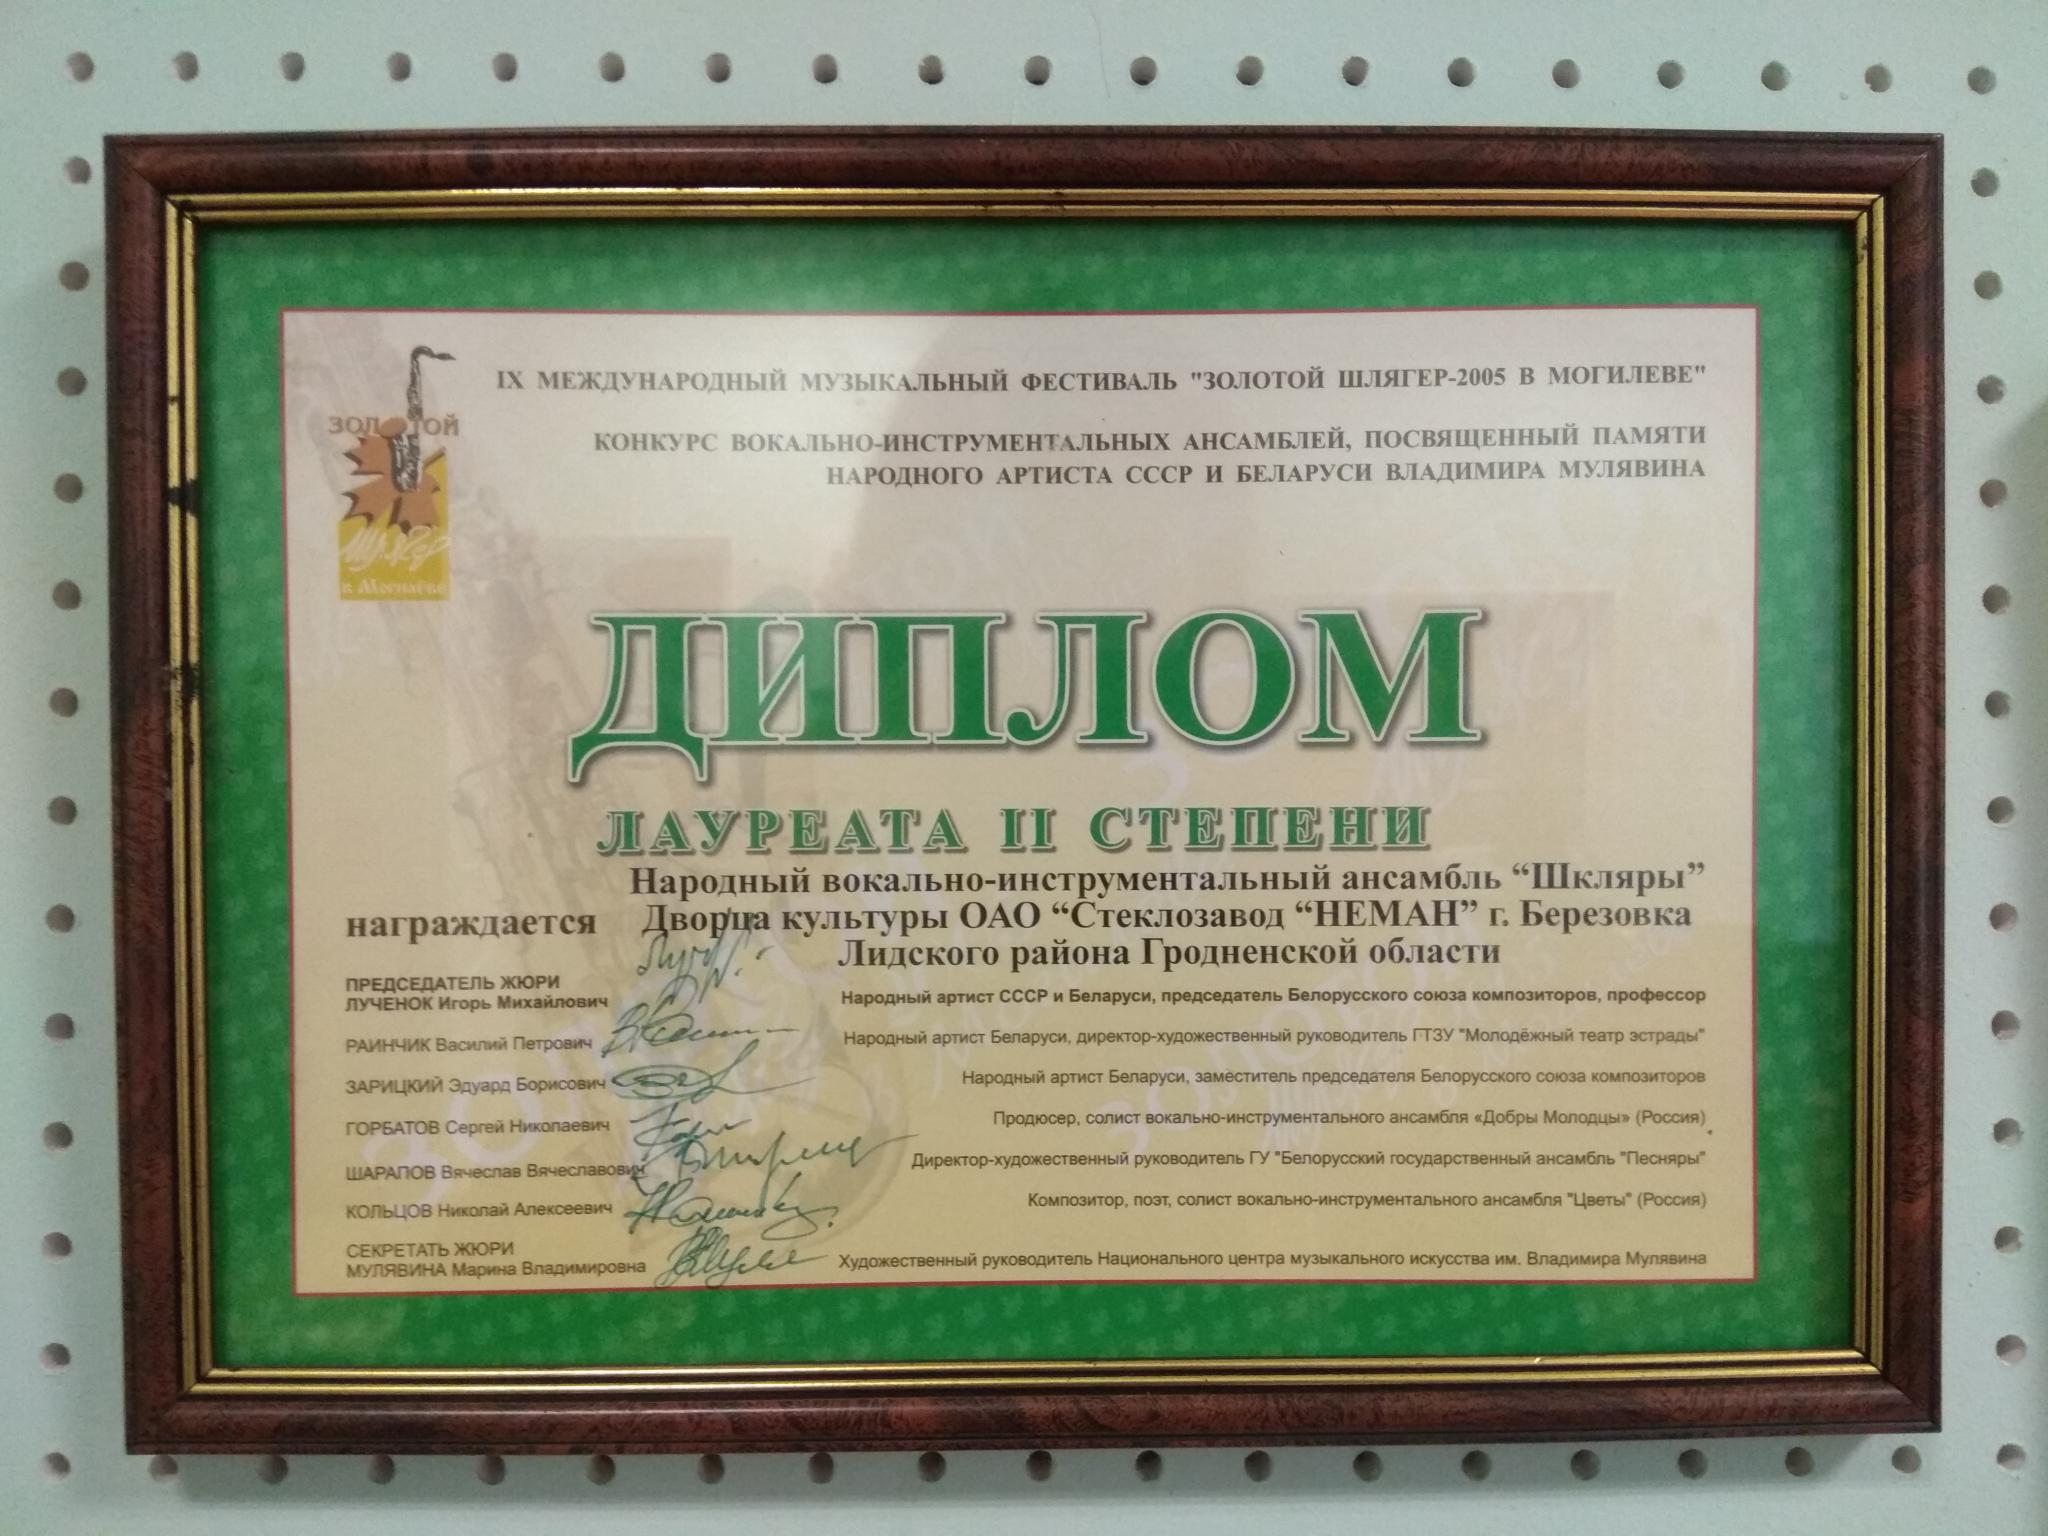 IX МЕЖДУНАРОДНЫЙ МУЗЫКАЛЬНЫЙ ФЕСТИВАЛЬ "ЗОЛОТОЙ ШЛЯГЕР-2005 В МОГИЛЕВЕ"
КОНКУРС ВОКАЛЬНО-ИНСТРУМЕНТАЛЬНЫХ АНСАМБЛЕЙ, ПОСВЯЩЕННЫЙ ПАМЯТИ
НАРОДНОГО АРТИСТА СССР И БЕЛАРУСИ ВЛАДИМИРА МУЛЯВИНА
ЗОЛОТОЙ
Шлягер
в Могилёве
ДИПЛОМ
ЛАУРЕАТА II СТЕПЕНИ
Народный вокально-инструментальный ансамбль “Шкляры”
награждается Дворца культуры ОАО “Стеклозавод “НЕМАН” г. Березовка
Лидского района Гродненской области
ПРЕДСЕДАТЕЛЬ ЖЮРИ
ЛУЧЕНОК Игорь Михайлович Народный артист СССР и Беларуси, председатель Белорусского союза композиторов, профессор
РАИНЧИК Василий Петрович Народный артист Беларуси, директор-художественный руководитель ГТЗУ "Молодёжный театр эстрады"
ЗАРИЦКИЙ Эдуард Борисович Народный артист Беларуси, заместитель председателя Белорусского союза композиторов
ГОРБАТОВ Сергей Николаевич Продюсер, солист вокально-инструментального ансамбля «Добры Молодцы» (Россия)
ШАРАПОВ Вячеслав Вячеславович Директор-художественный руководитель ГУ "Белорусский государственный ансамбль "Песняры"
КОЛЬЦОВ Николай Алексеевич Композитор, поэт, солист вокально-инструментального ансамбля "Цветы" (Россия)
СЕКРЕТАТЬ ЖЮРИ
МУЛЯВИНА Марина Владимировна Художественный руководитель Национального центра музыкального искусства им. Владимира Мулявина